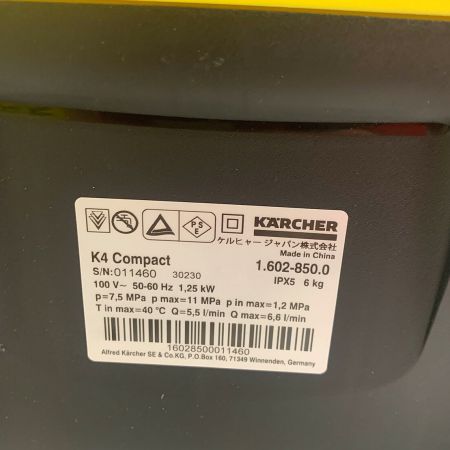 P S
E
KÄRCHER
ケルヒャー ジャパン株式会社
Made in China
K4 Compact 1.602-850.0
S/N:011460 30230 IPX5 6 kg
100 V~ 50-60 Hz 1,25 kW
p=7,5 MPa p max=11 MPa p in max=1,2 MPa
T in max=40 °C Q=5,5 l/min Q max=6,6 l/min
16028500011460
Alfred Kärcher SE & Co.KG, P.O.Box 160, 71349 Winnenden, Germany